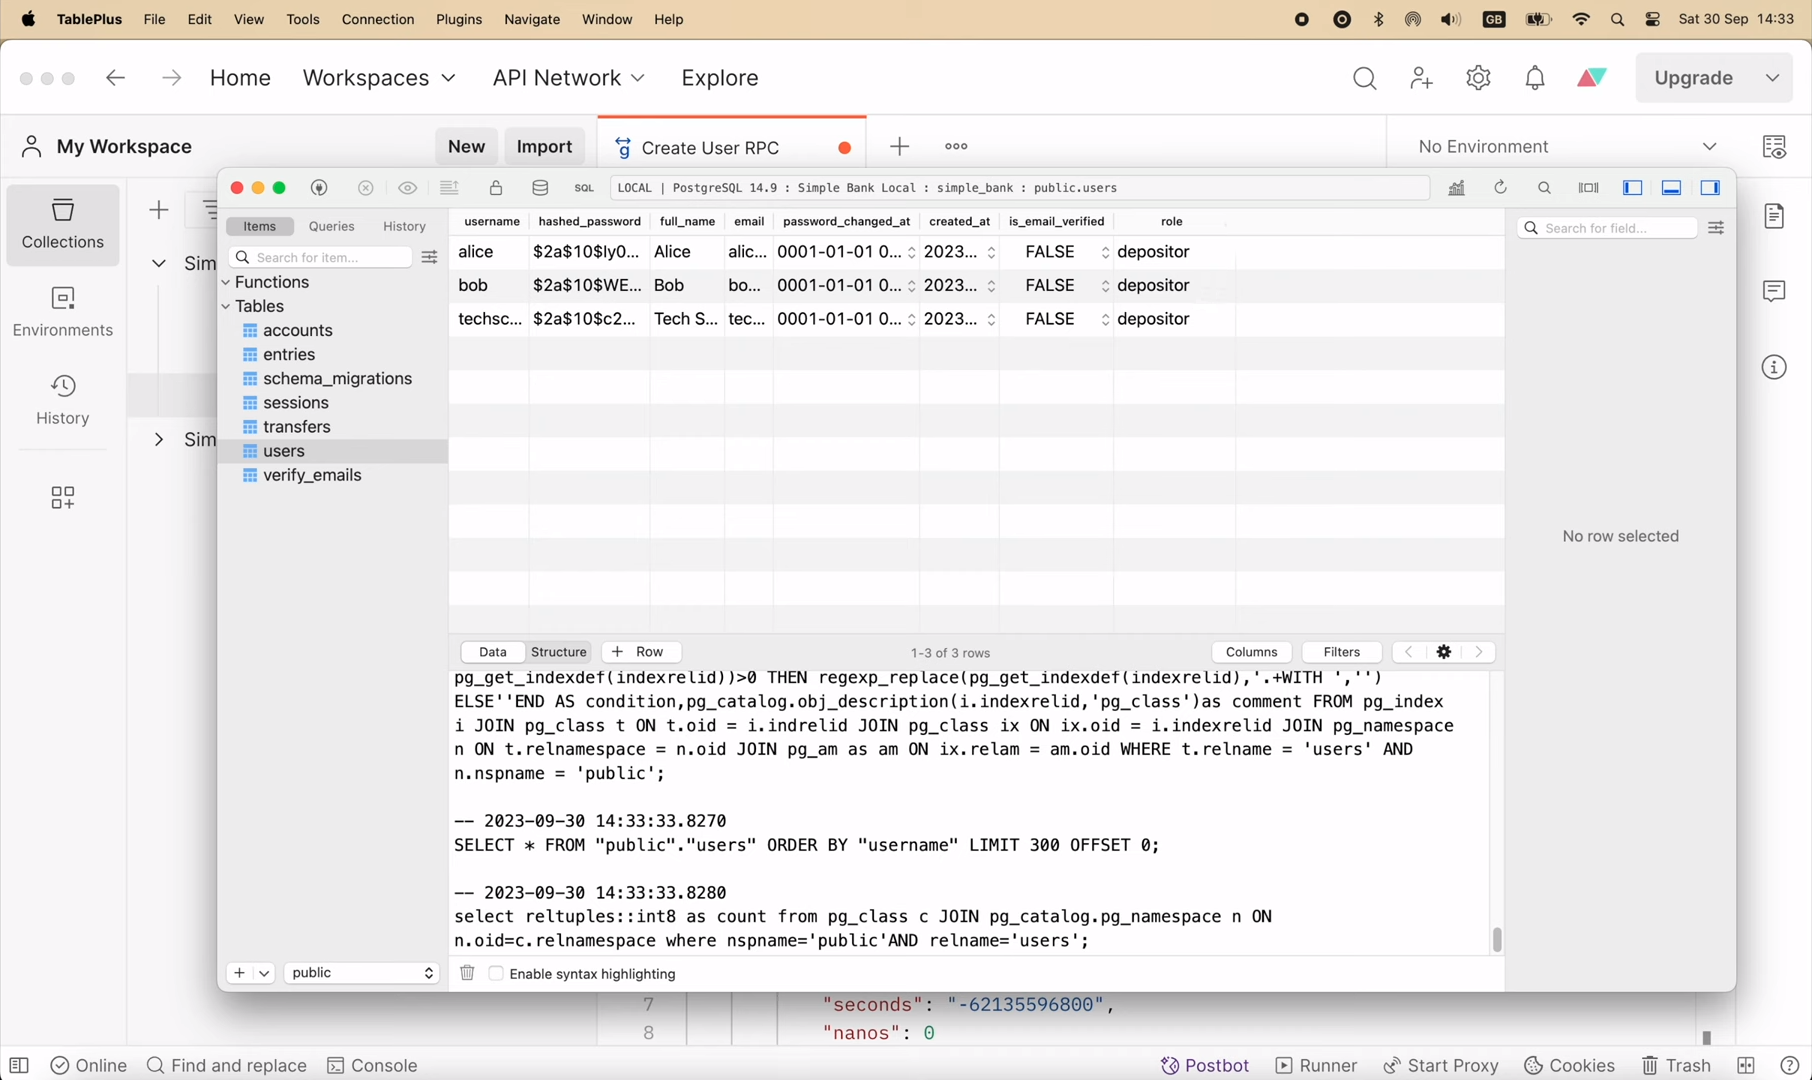 TablePlus File Edit View Tools Connection Plugins Navigate Window Help GB Sat 30 Sep 14:33
Home Workspaces API Network Explore Upgrade
My Workspace New Import Create User RPC No Environment
SQL LOCAL | PostgreSQL 14.9 : Simple Bank Local : simple_bank : public.users
Collections
Environments
History
Sim
Sim
Items Queries History
Search for item...
Functions
Tables
accounts
entries
schema_migrations
sessions
transfers
users
verify_emails
public
username hashed_password full_name email password_changed_at created_at is_email_verified role
alice $2a$10$Iy0... Alice alic... 0001-01-01 0... 2023... FALSE depositor
bob $2a$10$WE... Bob bo... 0001-01-01 0... 2023... FALSE depositor
techsc... $2a$10$c2... Tech S... tec... 0001-01-01 0... 2023... FALSE depositor
Search for field...
No row selected
Data Structure + Row 1-3 of 3 rows Columns Filters
pg_get_indexdef(indexrelid))>0 THEN regexp_replace(pg_get_indexdef(indexrelid),'.+WITH ','')
ELSE''END AS condition,pg_catalog.obj_description(i.indexrelid,'pg_class')as comment FROM pg_index
i JOIN pg_class t ON t.oid = i.indrelid JOIN pg_class ix ON ix.oid = i.indexrelid JOIN pg_namespace
n ON t.relnamespace = n.oid JOIN pg_am as am ON ix.relam = am.oid WHERE t.relname = 'users' AND
n.nspname = 'public';
-- 2023-09-30 14:33:33.8270
SELECT * FROM "public"."users" ORDER BY "username" LIMIT 300 OFFSET 0;
-- 2023-09-30 14:33:33.8280
select reltuples::int8 as count from pg_class c JOIN pg_catalog.pg_namespace n ON
n.oid=c.relnamespace where nspname='public'AND relname='users';
Enable syntax highlighting
7 "seconds": "-62135596800",
8 "nanos": 0
Online Find and replace Console Postbot Runner Start Proxy Cookies Trash